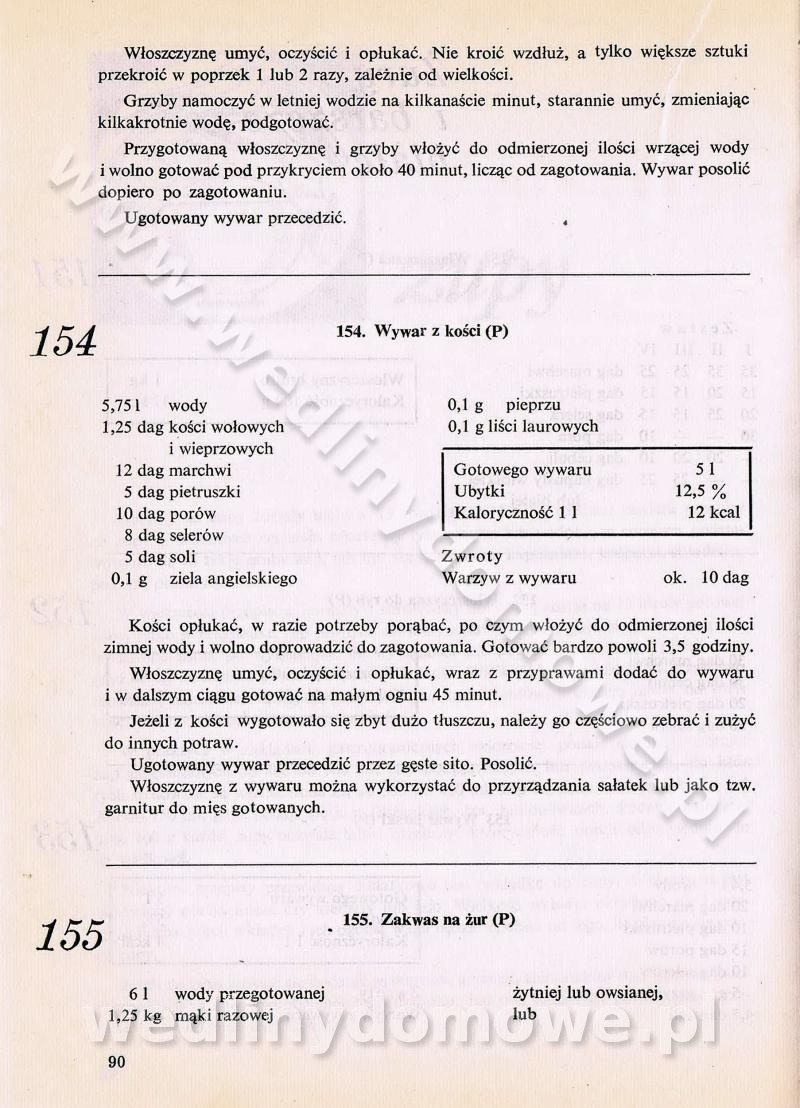 Włoszczyznę umyć, oczyścić i opłukać. Nie kroić wzdłuż, a tylko większe sztuki
przekroić w poprzek 1 lub 2 razy, zależnie od wielkości.
Grzyby namoczyć w letniej wodzie na kilkanaście minut, starannie umyć, zmieniając
kilkakrotnie wodę, podgotować.
Przygotowaną włoszczyznę i grzyby włożyć do odmierzonej ilości wrzącej wody
i wolno gotować pod przykryciem około 40 minut, licząc od zagotowania. Wywar posolić
dopiero po zagotowaniu.
Ugotowany wywar przecedzić.
154
154. Wywar z kości (P)
5,75 l wody
1,25 dag kości wołowych
i wieprzowych
12 dag marchwi
5 dag pietruszki
10 dag porów
8 dag selerów
5 dag soli
0,1 g ziela angielskiego
0,1 g pieprzu
0,1 g liści laurowych
Gotowego wywaru 5 l
Ubytki 12,5 %
Kaloryczność 1 l 12 kcal
Zwroty
Warzyw z wywaru ok. 10 dag
Kości opłukać, w razie potrzeby porąbać, po czym włożyć do odmierzonej ilości
zimnej wody i wolno doprowadzić do zagotowania. Gotować bardzo powoli 3,5 godziny.
Włoszczyznę umyć, oczyścić i opłukać, wraz z przyprawami dodać do wywaru
i w dalszym ciągu gotować na małym ogniu 45 minut.
Jeżeli z kości wygotowało się zbyt dużo tłuszczu, należy go częściowo zebrać i zużyć
do innych potraw.
Ugotowany wywar przecedzić przez gęste sito. Posolić.
Włoszczyznę z wywaru można wykorzystać do przyrządzania sałatek lub jako tzw.
garnitur do mięs gotowanych.
155
155. Zakwas na żur (P)
6 l wody przegotowanej
1,25 kg mąki razowej
żytniej lub owsianej,
lub
90
www.wedlinydomowe.pl
wedlinydomowe.pl